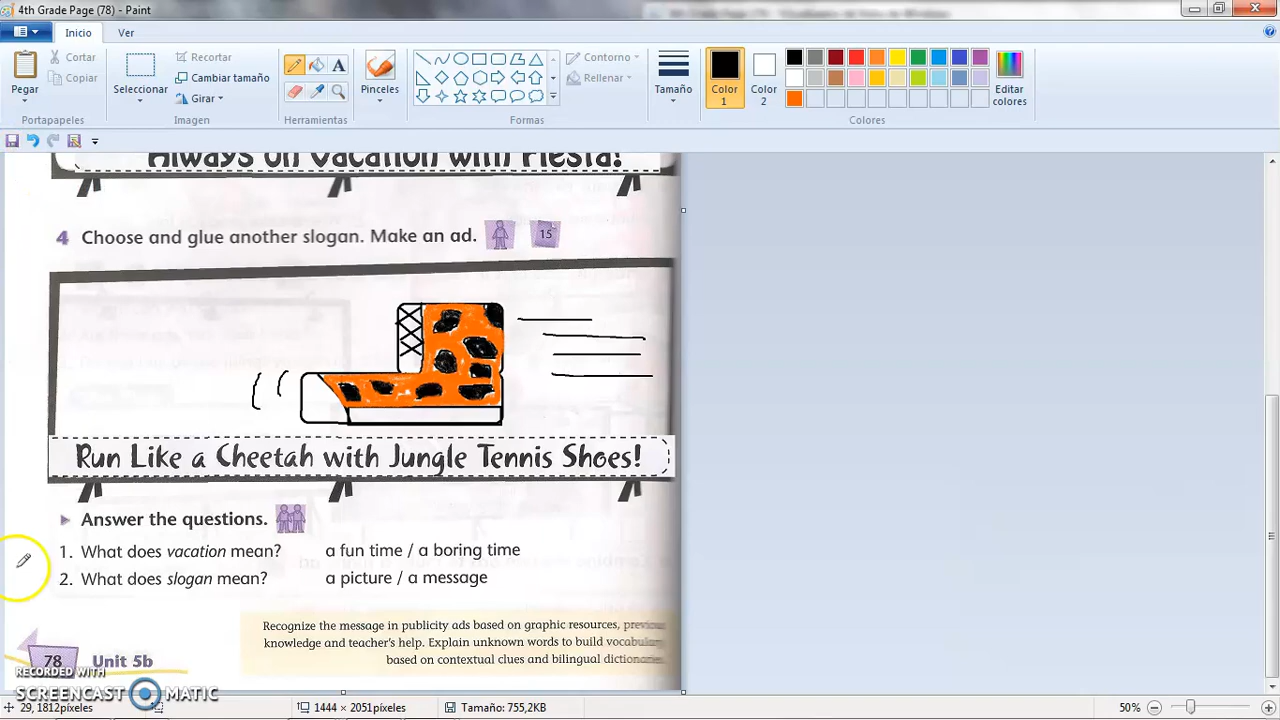 4th Grade Page (78) - Paint
Inicio Ver
Pegar
Cortar
Copiar
Portapapeles
Seleccionar
Recortar
Cambiar tamaño
Girar
Imagen
A
Herramientas
Pinceles
Contorno
Rellenar
Formas
Tamaño
Color 1
Color 2
Editar colores
Colores
Always on Vacation with Fiesta!
4 Choose and glue another slogan. Make an ad. 15
Run Like a Cheetah with Jungle Tennis Shoes!
Answer the questions.
1. What does vacation mean? a fun time / a boring time
2. What does slogan mean? a picture / a message
Recognize the message in publicity ads based on graphic resources, previous
knowledge and teacher's help. Explain unknown words to build vocabulary
based on contextual clues and bilingual dictionaries.
78 Unit 5b
RECORDED WITH
SCREENCAST MATIC
29, 1812píxeles 1444 × 2051píxeles Tamaño: 755,2KB 50%